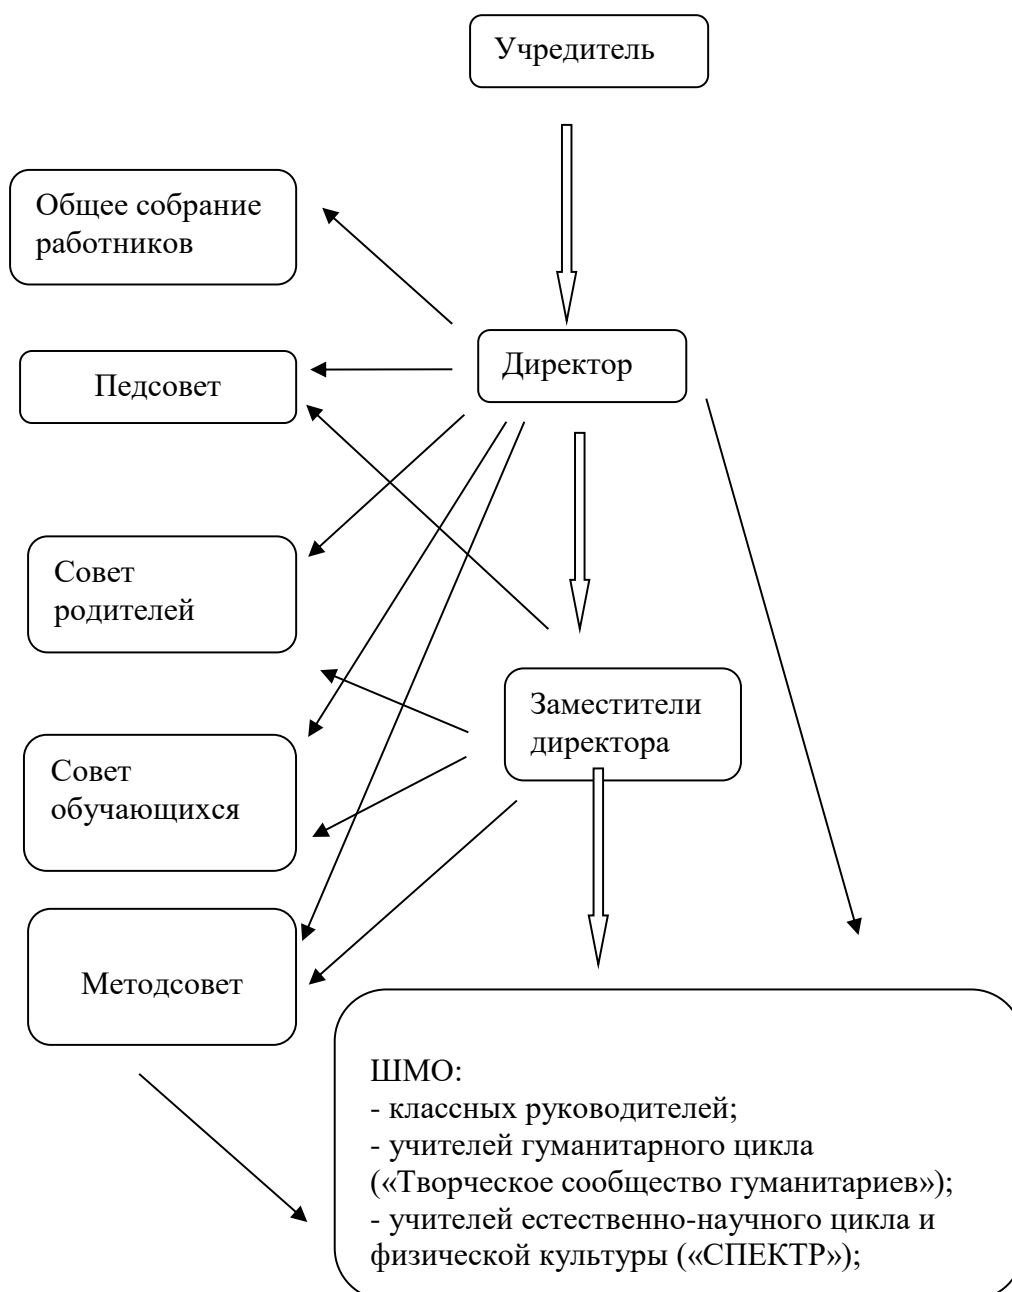 Учредитель
Общее собрание
работников
Директор
Педсовет
Совет
родителей
Заместители
директора
Совет
обучающихся
Методсовет
ШМО:
- классных руководителей;
- учителей гуманитарного цикла
(«Творческое сообщество гуманитариев»);
- учителей естественно-научного цикла и
физической культуры («СПЕКТР»);